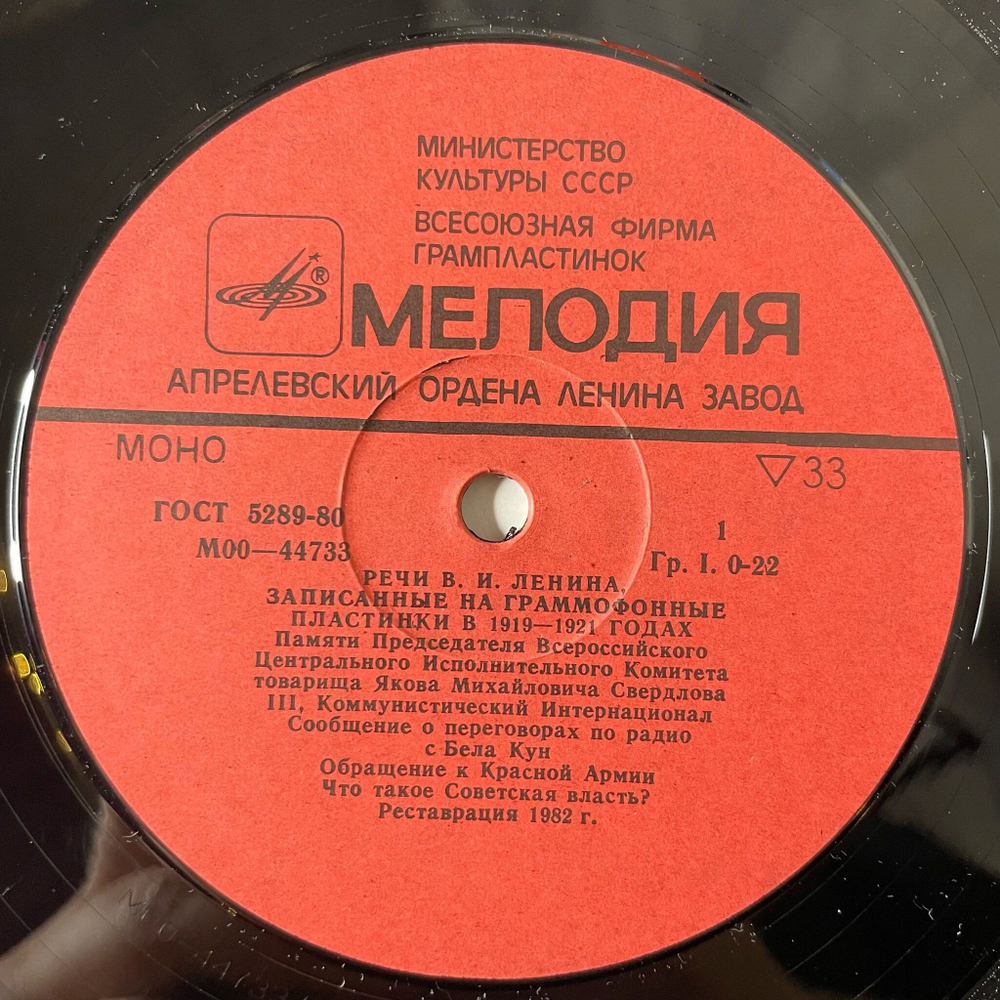 МИНИСТЕРСТВО
КУЛЬТУРЫ СССР
ВСЕСОЮЗНАЯ ФИРМА
ГРАМПЛАСТИНОК
®
МЕЛОДИЯ
АПРЕЛЕВСКИЙ ОРДЕНА ЛЕНИНА ЗАВОД
МОНО
▽33
ГОСТ 5289-80
М00—44733
1
Гр. I. 0-22
РЕЧИ В. И. ЛЕНИНА,
ЗАПИСАННЫЕ НА ГРАММОФОННЫЕ
ПЛАСТИНКИ В 1919—1921 ГОДАХ
Памяти Председателя Всероссийского
Центрального Исполнительного Комитета
товарища Якова Михайловича Свердлова
III, Коммунистический Интернационал
Сообщение о переговорах по радио
с Бела Кун
Обращение к Красной Армии
Что такое Советская власть?
Реставрация 1982 г.